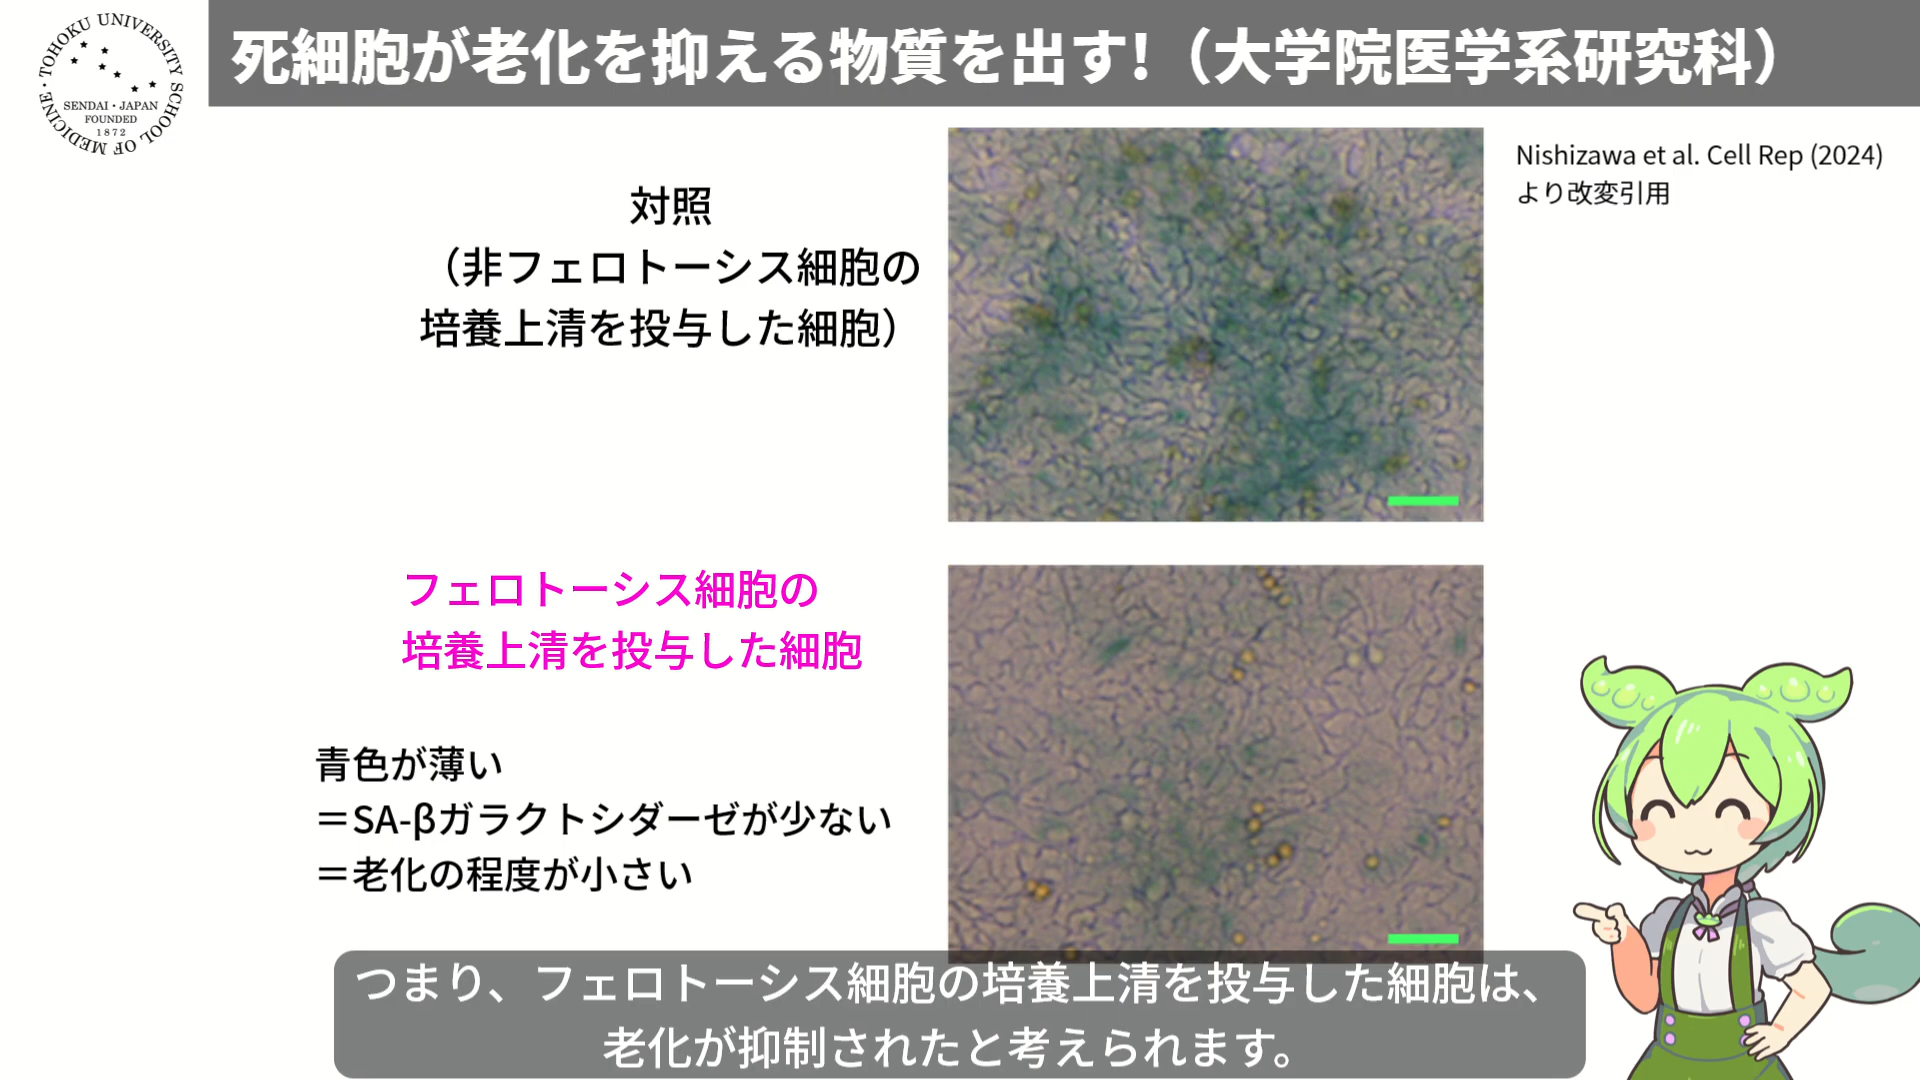 TOHOKU UNIVERSITY SCHOOL OF MEDICINE
SENDAI・JAPAN
FOUNDED
1872
死細胞が老化を抑える物質を出す!（大学院医学系研究科）
Nishizawa et al. Cell Rep (2024)
より改変引用
対照
（非フェロトーシス細胞の
培養上清を投与した細胞）
フェロトーシス細胞の
培養上清を投与した細胞
青色が薄い
＝SA-βガラクトシダーゼが少ない
＝老化の程度が小さい
つまり、フェロトーシス細胞の培養上清を投与した細胞は、
老化が抑制されたと考えられます。